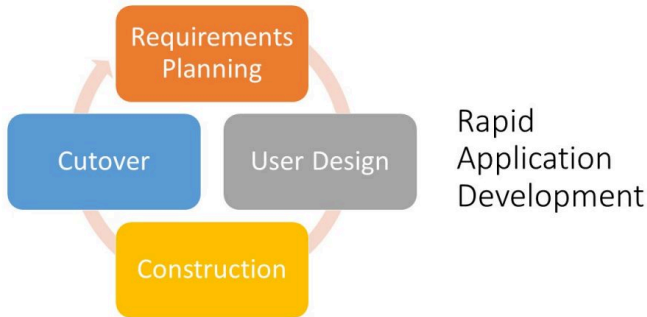 Requirements
Planning
Cutover
User Design
Construction
Rapid
Application
Development